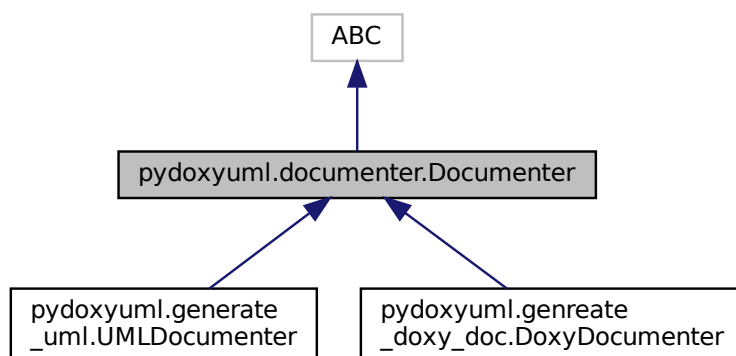 ABC
pydoxyuml.documenter.Documenter
pydoxyuml.generate
_uml.UMLDocumenter
pydoxyuml.genreate
_doxy_doc.DoxyDocumenter